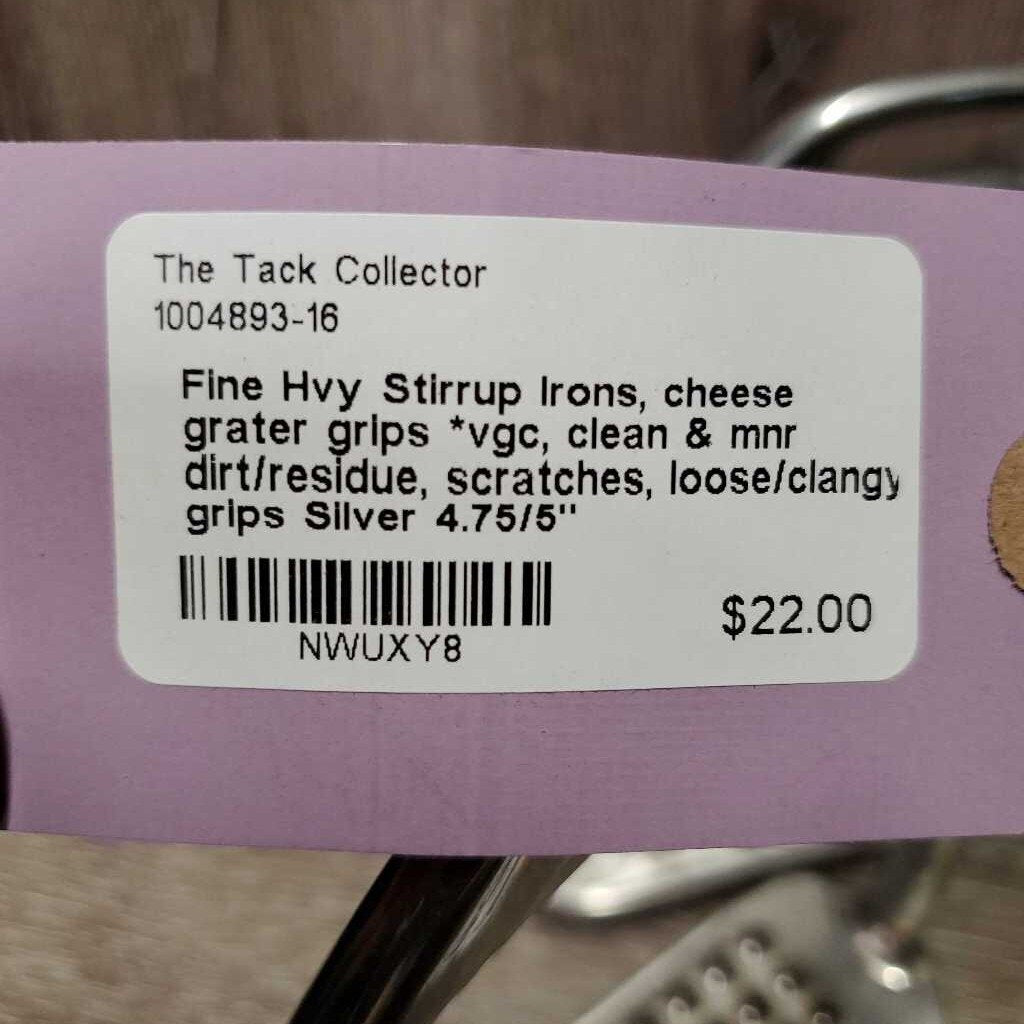 The Tack Collector
1004893-16
Fine Hvy Stirrup Irons, cheese
grater grips *vgc, clean & mnr
dirt/residue, scratches, loose/clangy
grips Silver 4.75/5"
NWUXY8
$22.00